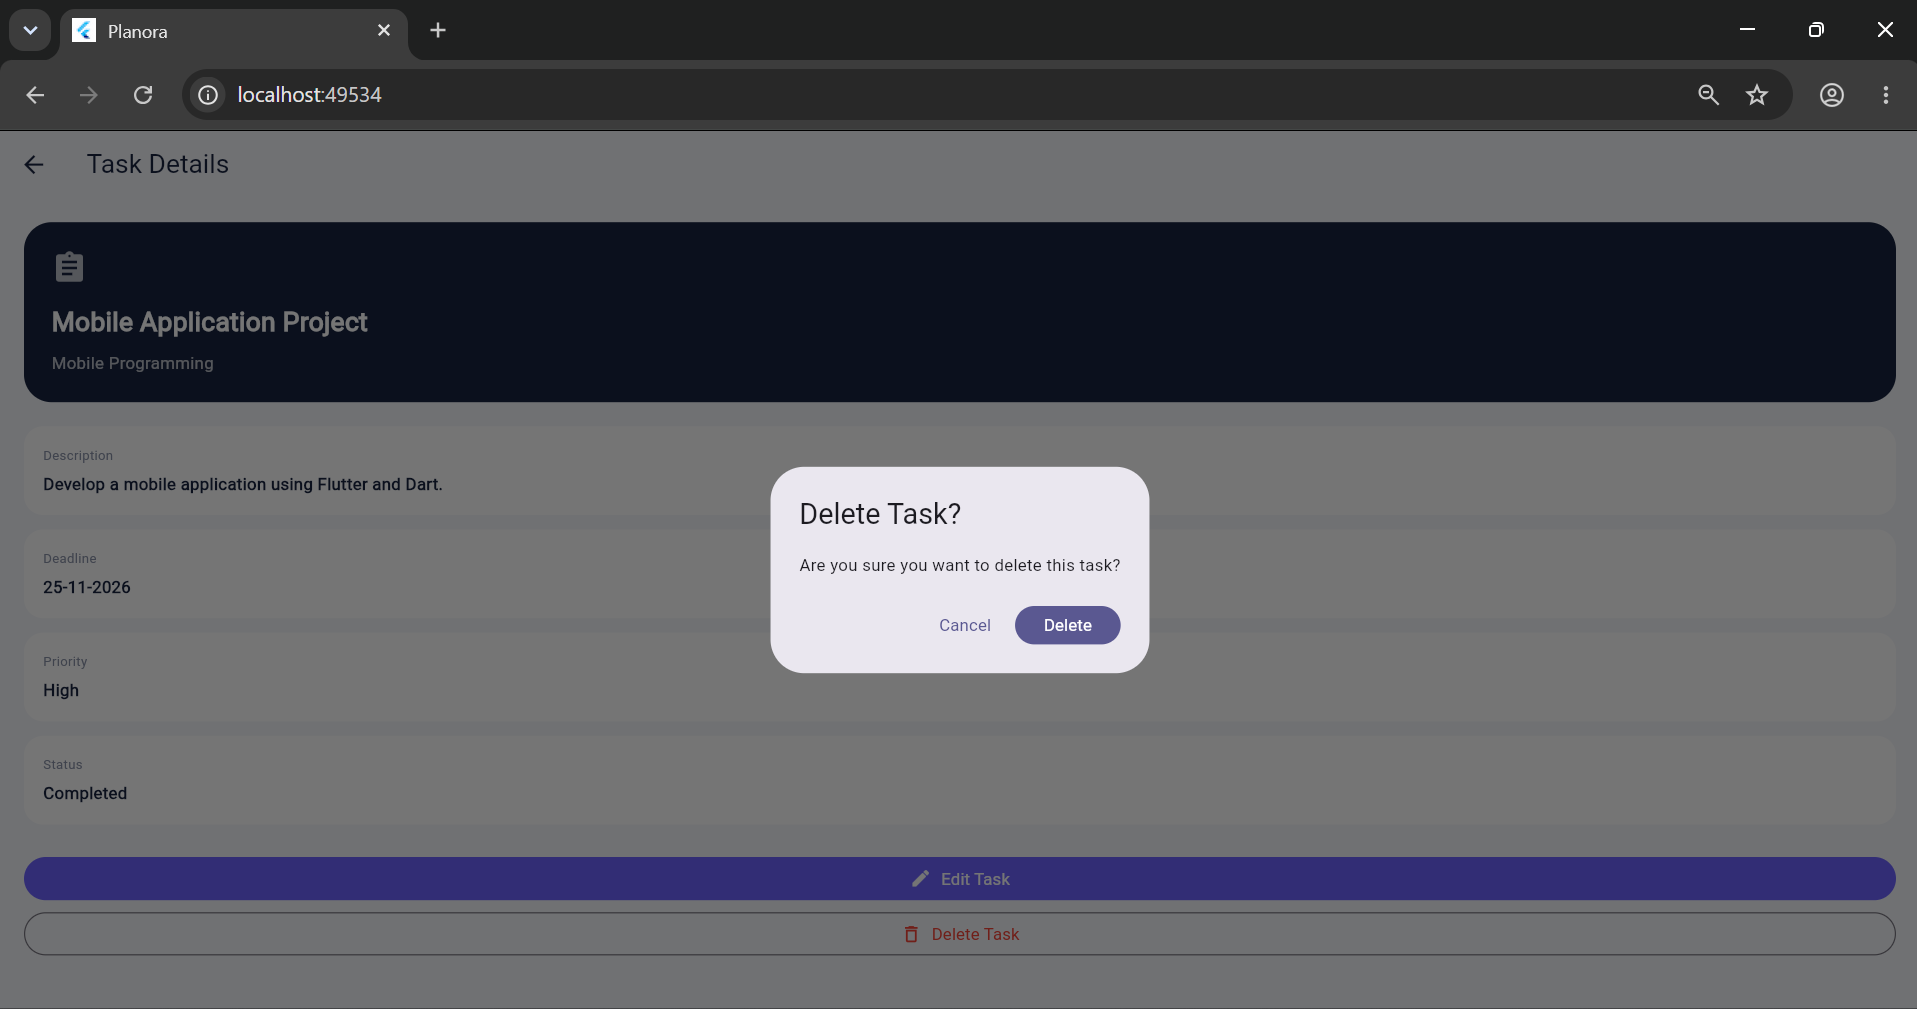 Planora
localhost:49534
Task Details
Mobile Application Project
Mobile Programming
Description
Develop a mobile application using Flutter and Dart.
Deadline
25-11-2026
Priority
High
Status
Completed
Delete Task?
Are you sure you want to delete this task?
Cancel
Delete
Edit Task
Delete Task